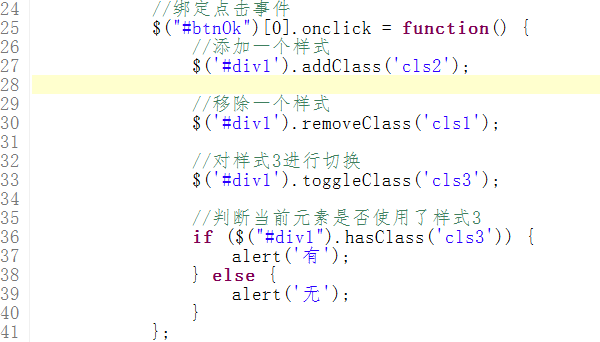 24 //绑定点击事件
25 $("#btnOk")[0].onclick = function() {
26 //添加一个样式
27 $('#div1').addClass('cls2');
28
29 //移除一个样式
30 $('#div1').removeClass('cls1');
31
32 //对样式3进行切换
33 $('#div1').toggleClass('cls3');
34
35 //判断当前元素是否使用了样式3
36 if ($("#div1").hasClass('cls3')) {
37 alert('有');
38 } else {
39 alert('无');
40 }
41 };